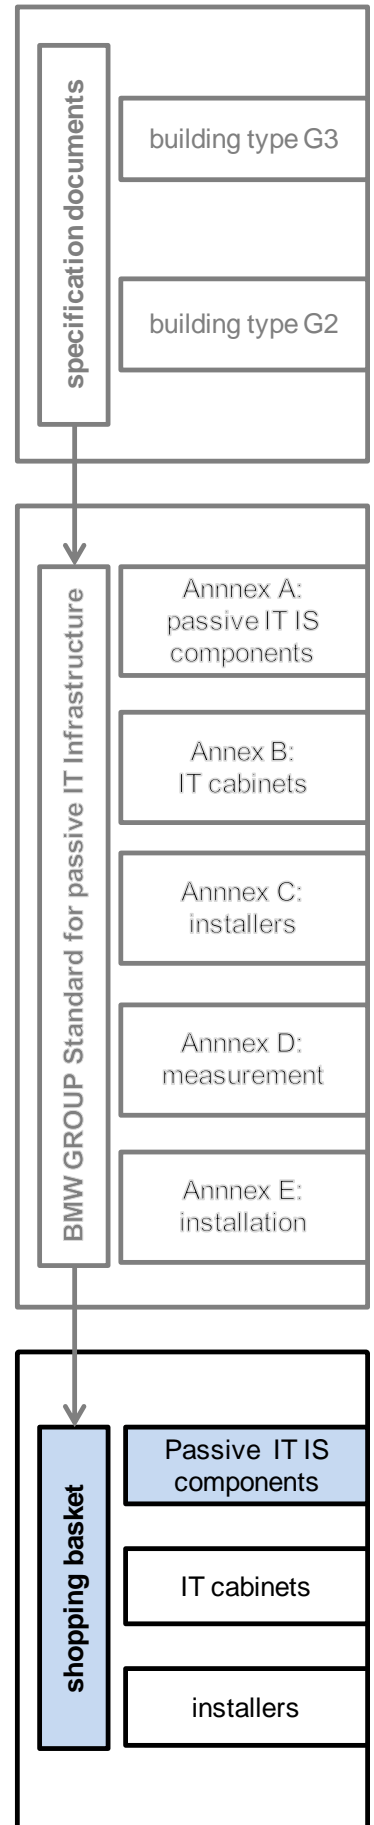 specification documents
building type G3
building type G2
BMW GROUP Standard for passive IT Infrastructure
Annnex A:
passive IT IS
components
Annex B:
IT cabinets
Annnex C:
installers
Annnex D:
measurement
Annnex E:
installation
shopping basket
Passive IT IS
components
IT cabinets
installers